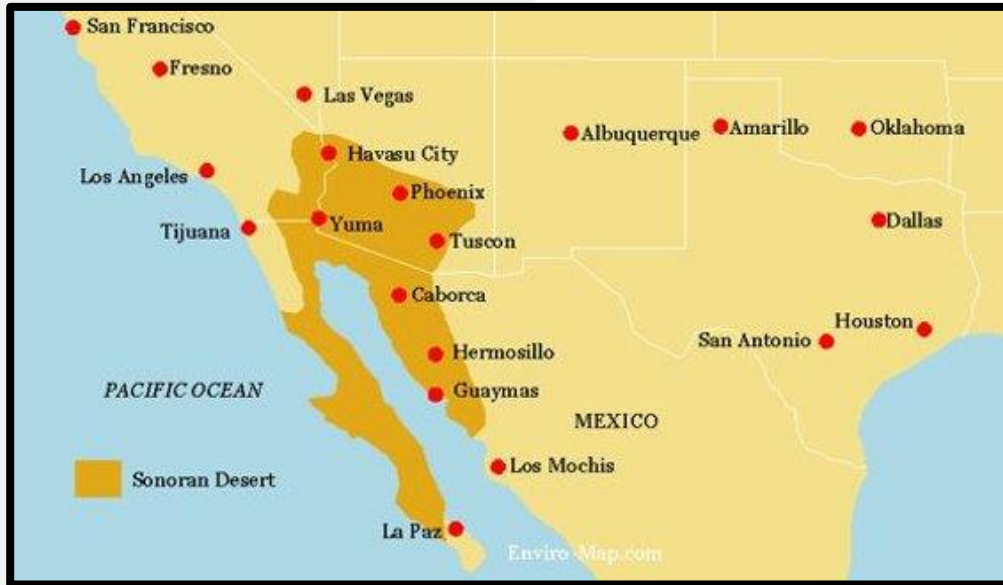 San Francisco
Fresno
Las Vegas
Albuquerque
Amarillo
Oklahoma
Havasu City
Los Angeles
Phoenix
Tijuana
Yuma
Dallas
Tuscon
Caborca
Houston
San Antonio
Hermosillo
PACIFIC OCEAN
Guaymas
MEXICO
Sonoran Desert
Los Mochis
La Paz
Enviro-Map.com